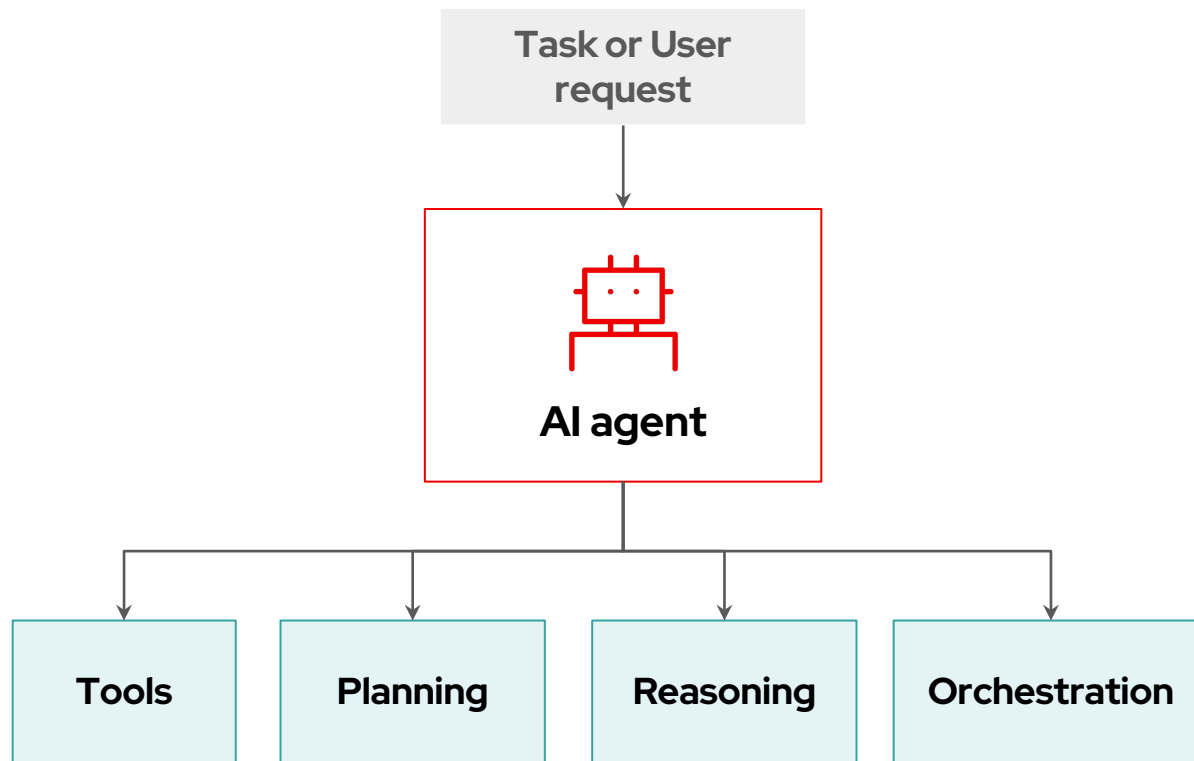 Task or User
request
AI agent
Tools
Planning
Reasoning
Orchestration